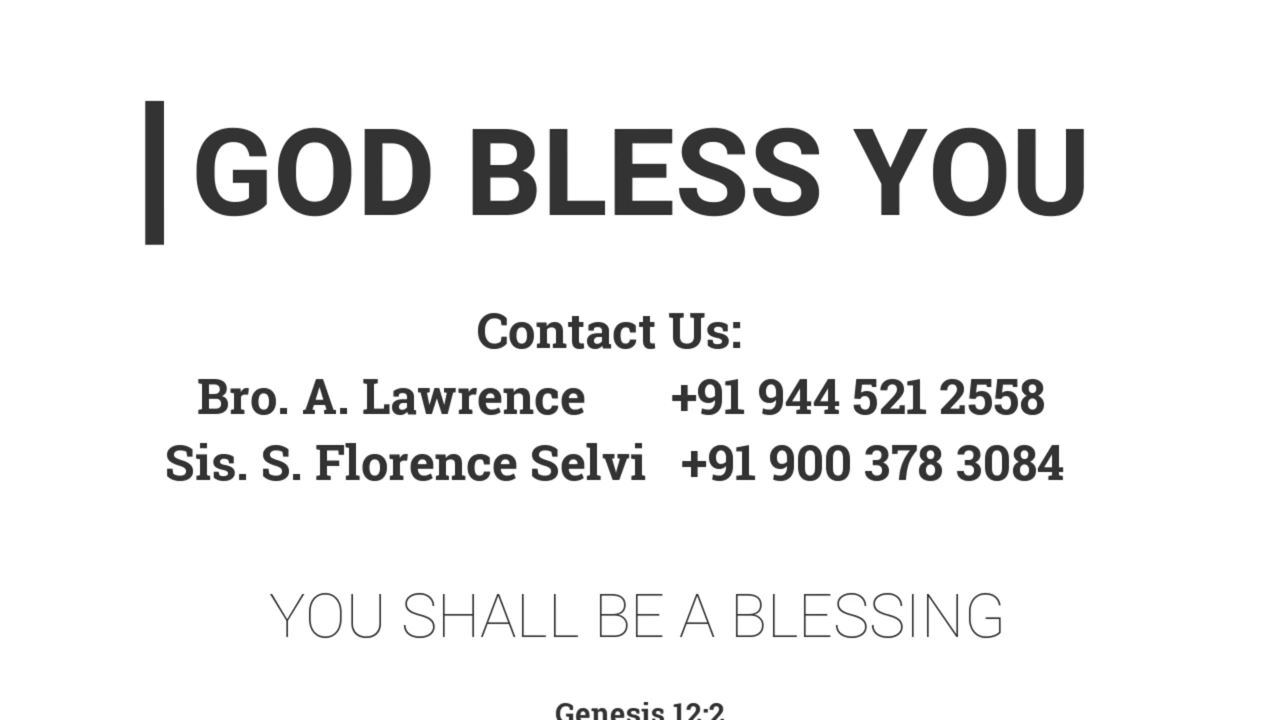 GOD BLESS YOU
Contact Us:
Bro. A. Lawrence +91 944 521 2558
Sis. S. Florence Selvi +91 900 378 3084
YOU SHALL BE A BLESSING
Genesis 12:2